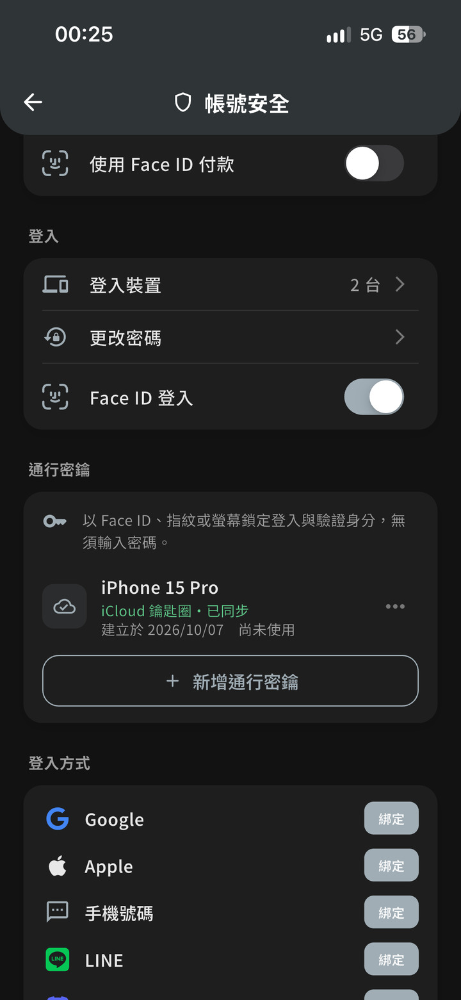 00:25
5G
56
帳號安全
使用 Face ID 付款
登入
登入裝置
2 台
更改密碼
Face ID 登入
通行密鑰
以 Face ID、指紋或螢幕鎖定登入與驗證身分，無
須輸入密碼。
iPhone 15 Pro
iCloud 鑰匙圈・已同步
建立於 2026/10/07 尚未使用
+ 新增通行密鑰
登入方式
Google
綁定
Apple
綁定
手機號碼
綁定
LINE
LINE
綁定